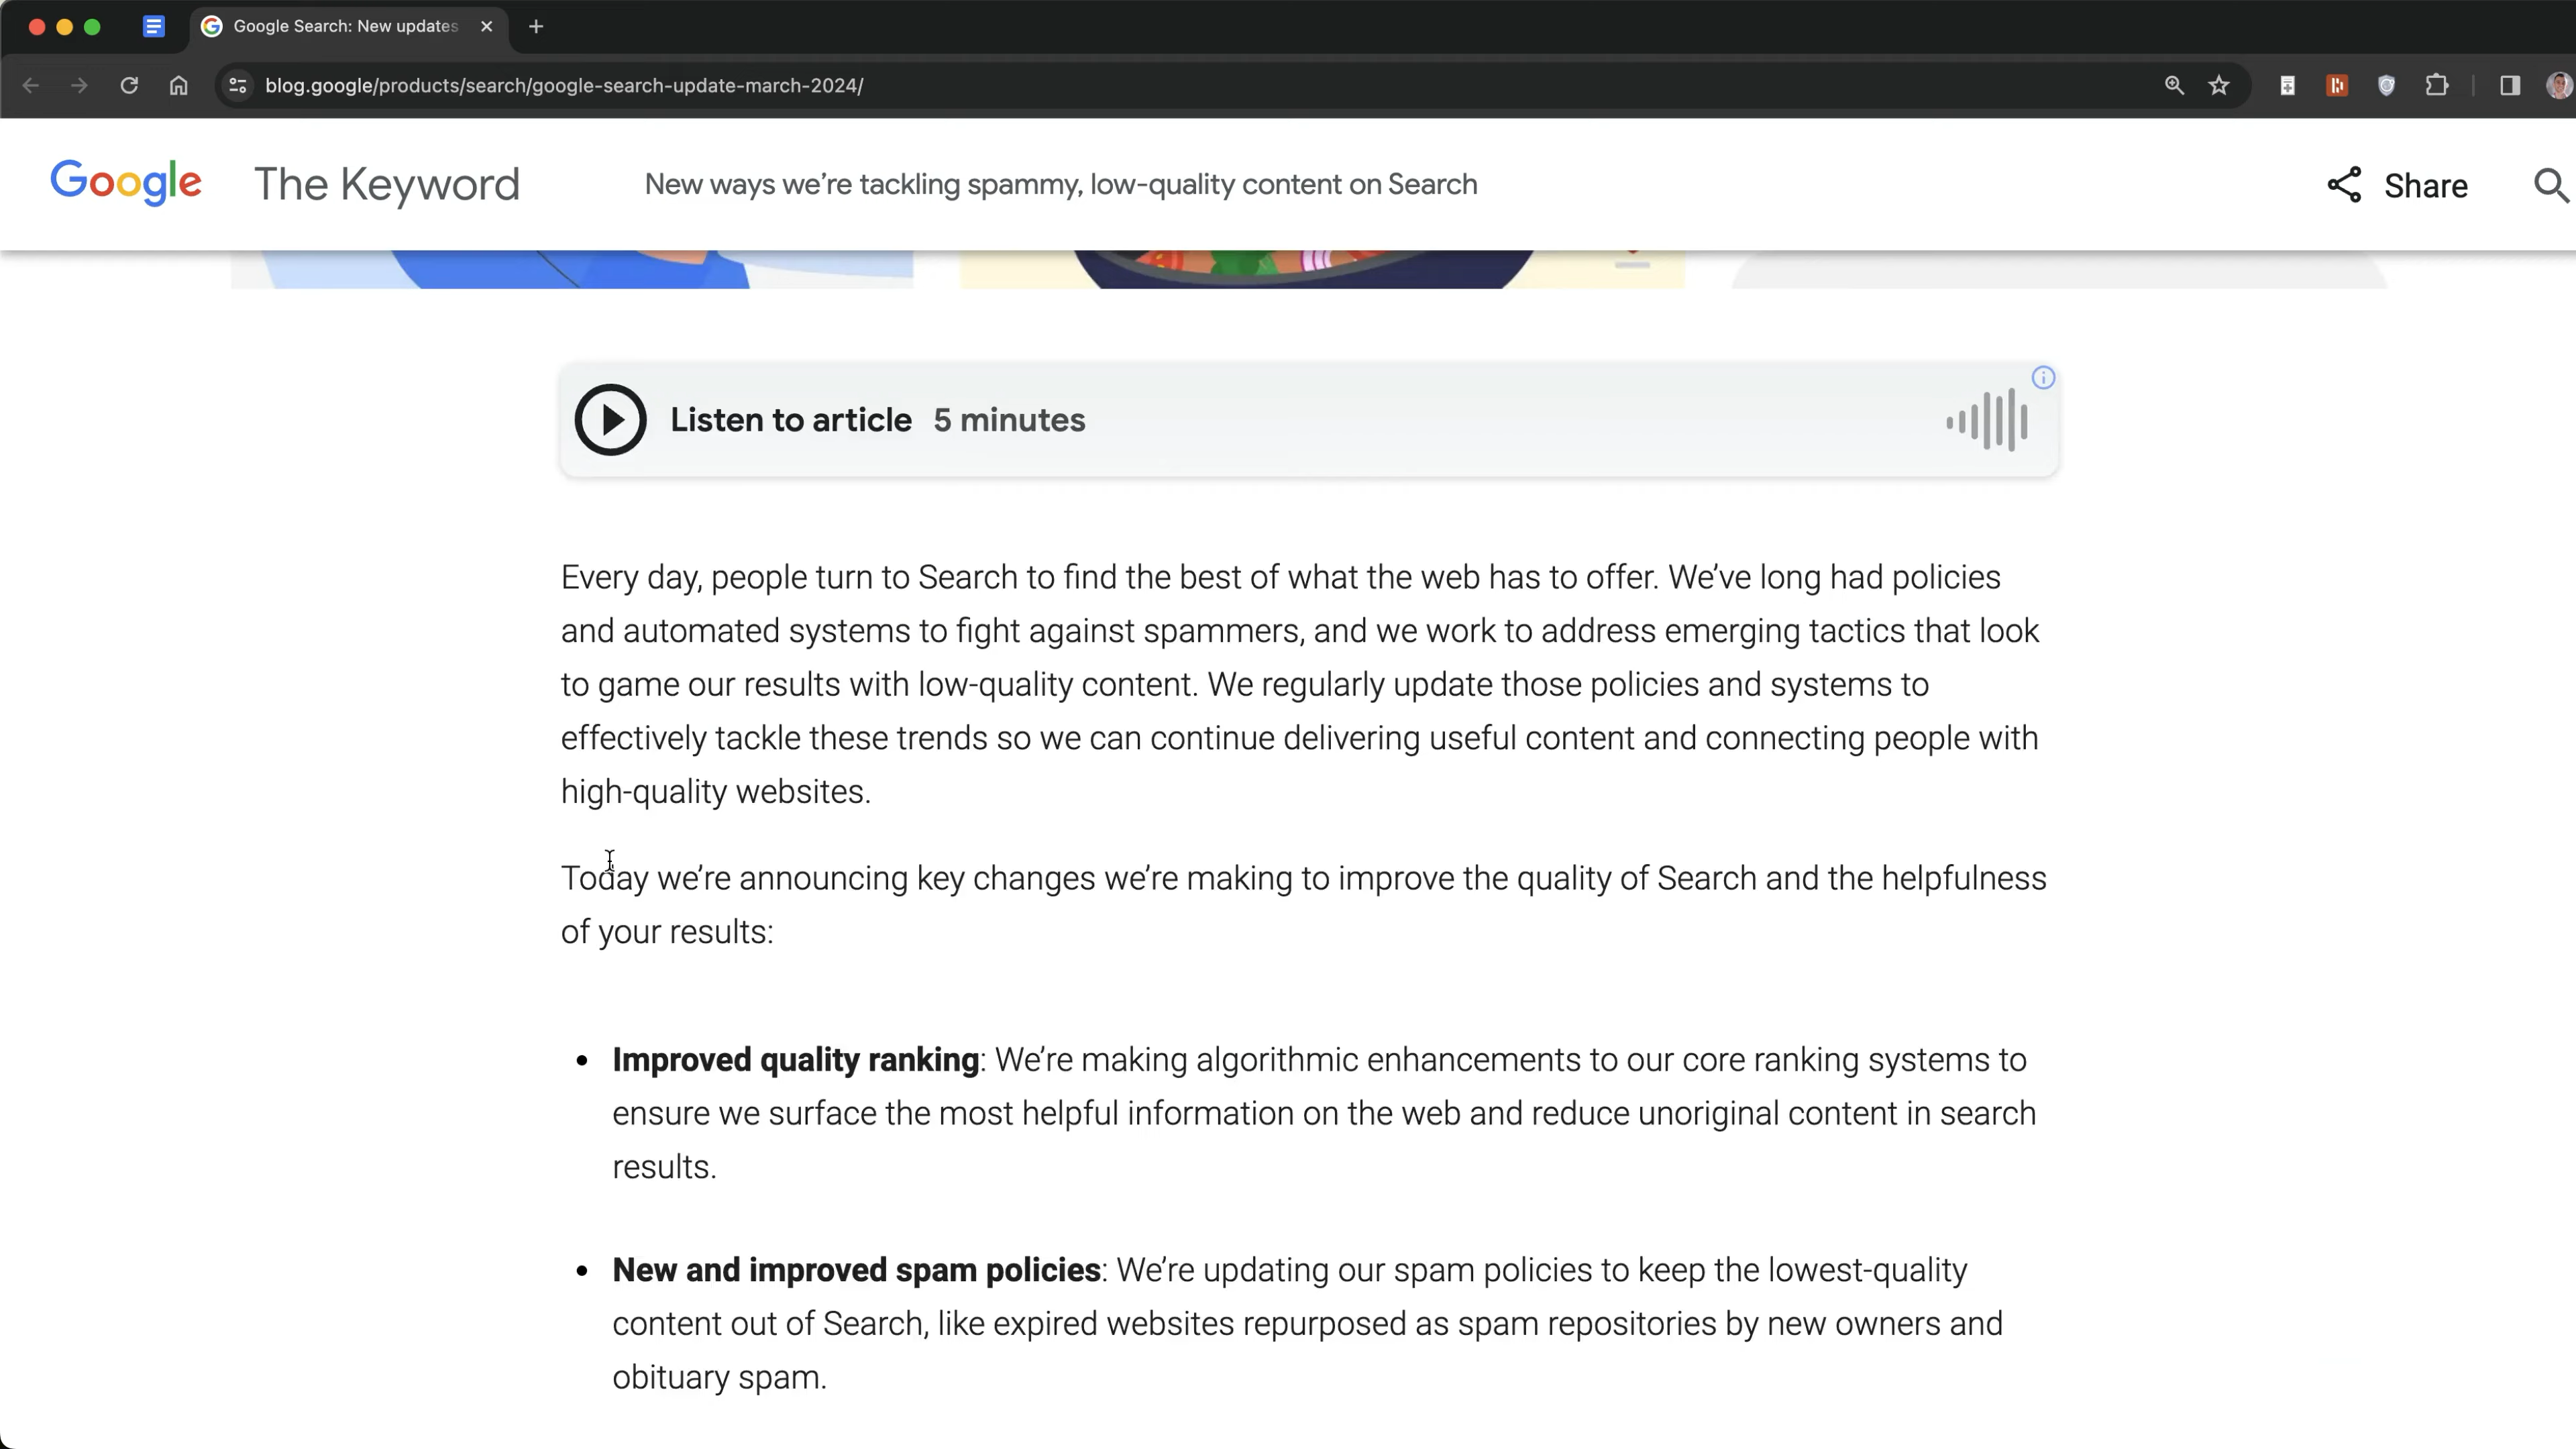 Google Search: New updates
blog.google/products/search/google-search-update-march-2024/
Google The Keyword New ways we're tackling spammy, low-quality content on Search Share
Listen to article 5 minutes
Every day, people turn to Search to find the best of what the web has to offer. We've long had policies
and automated systems to fight against spammers, and we work to address emerging tactics that look
to game our results with low-quality content. We regularly update those policies and systems to
effectively tackle these trends so we can continue delivering useful content and connecting people with
high-quality websites.
Today we're announcing key changes we're making to improve the quality of Search and the helpfulness
of your results:
• Improved quality ranking: We're making algorithmic enhancements to our core ranking systems to
ensure we surface the most helpful information on the web and reduce unoriginal content in search
results.
• New and improved spam policies: We're updating our spam policies to keep the lowest-quality
content out of Search, like expired websites repurposed as spam repositories by new owners and
obituary spam.